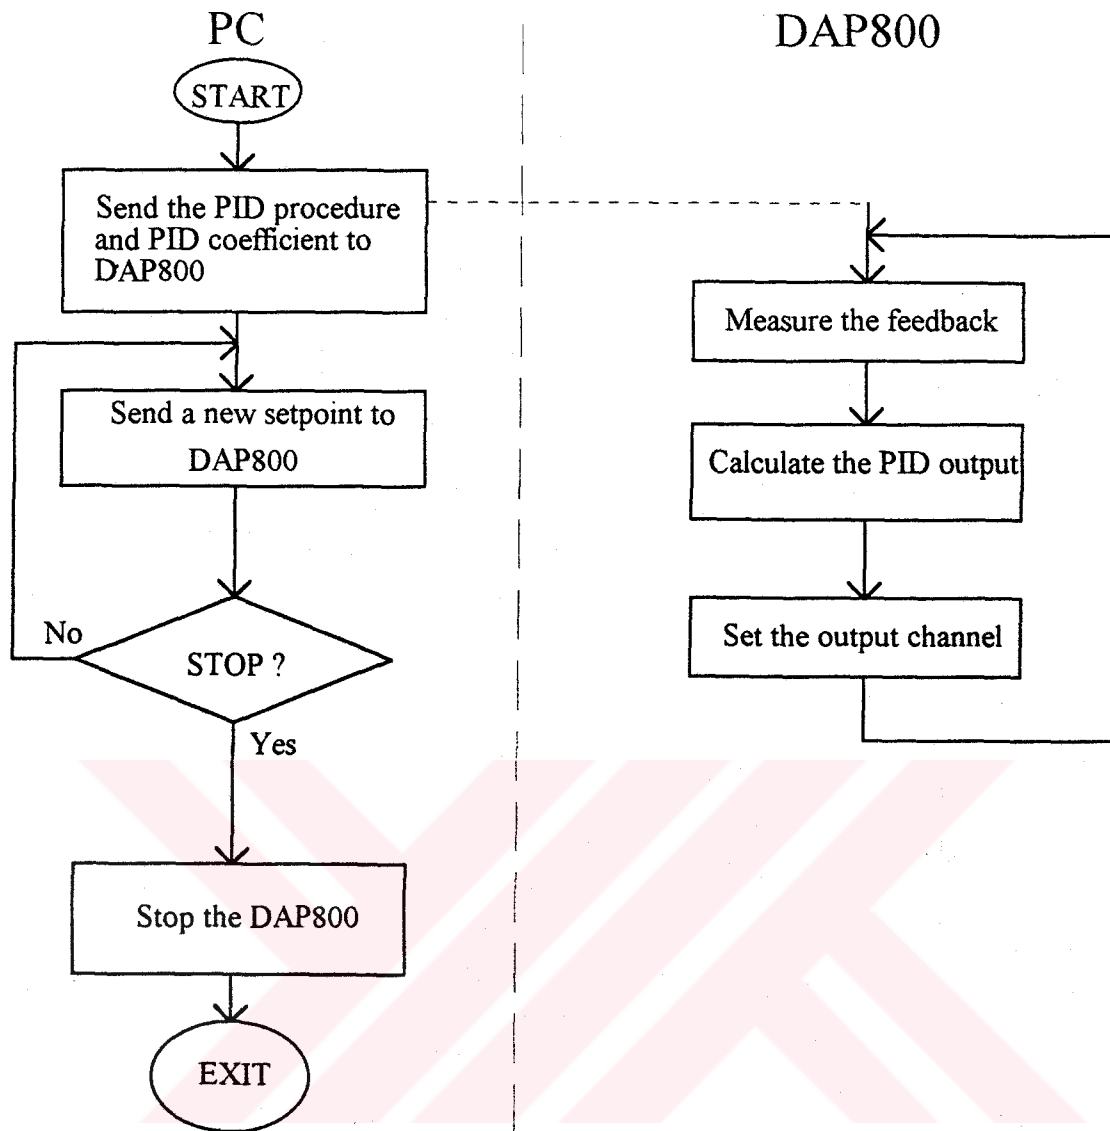 PC
START
Send the PID procedure
and PID coefficient to
DAP800
Send a new setpoint to
DAP800
No
STOP ?
Yes
Stop the DAP800
EXIT
DAP800
Measure the feedback
Calculate the PID output
Set the output channel